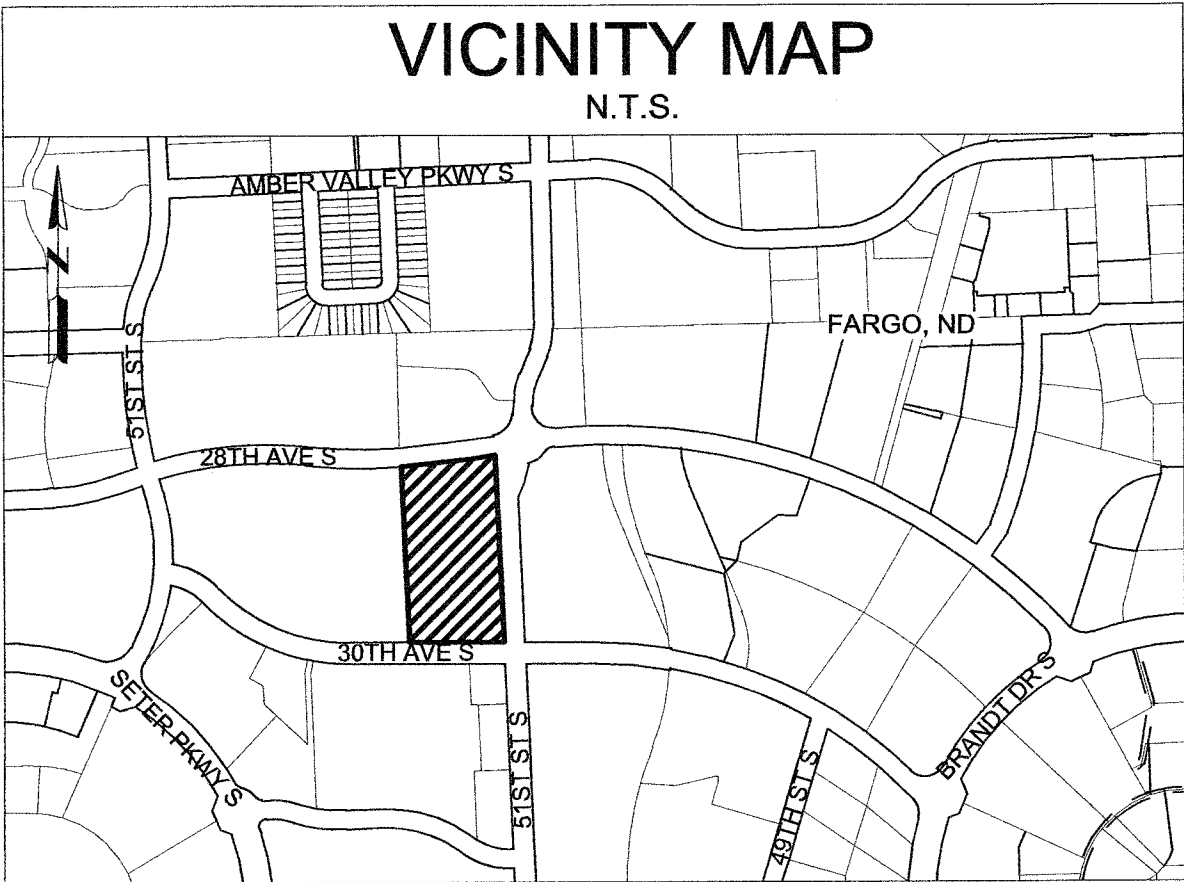 VICINITY MAP
N.T.S.
AMBER VALLEY PKWY S
N
FARGO, ND
51ST ST S
28TH AVE S
30TH AVE S
SETER PKWY S
51ST ST S
49TH ST S
BRANDT DR S